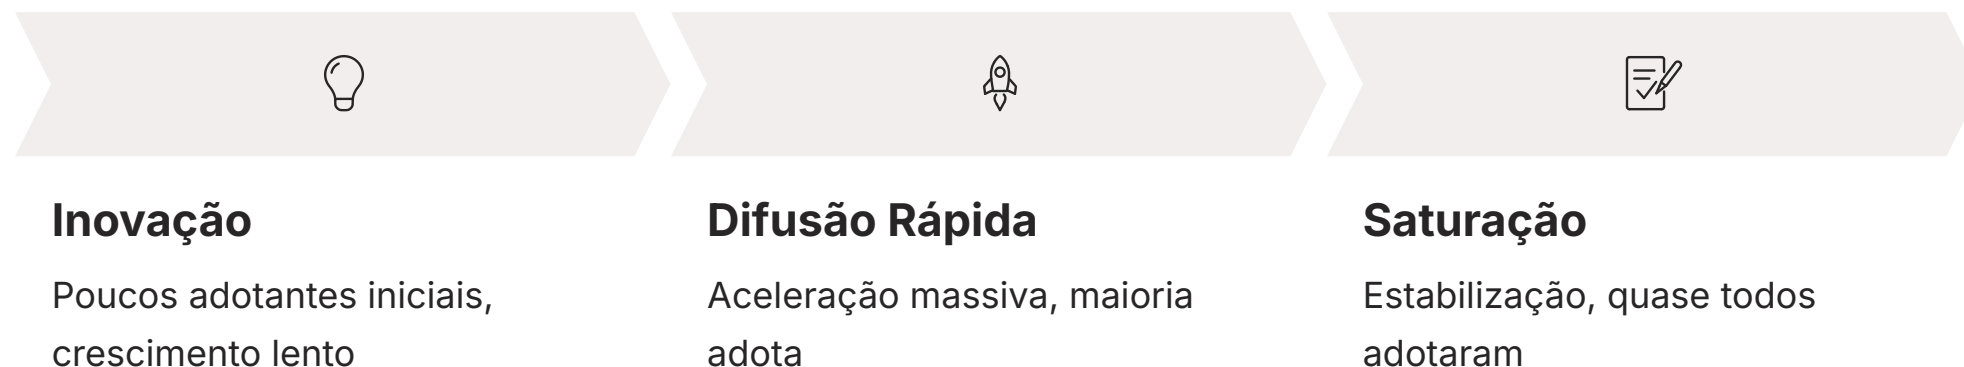 Inovação
Poucos adotantes iniciais,
crescimento lento
Difusão Rápida
Aceleração massiva, maioria
adota
Saturação
Estabilização, quase todos
adotaram